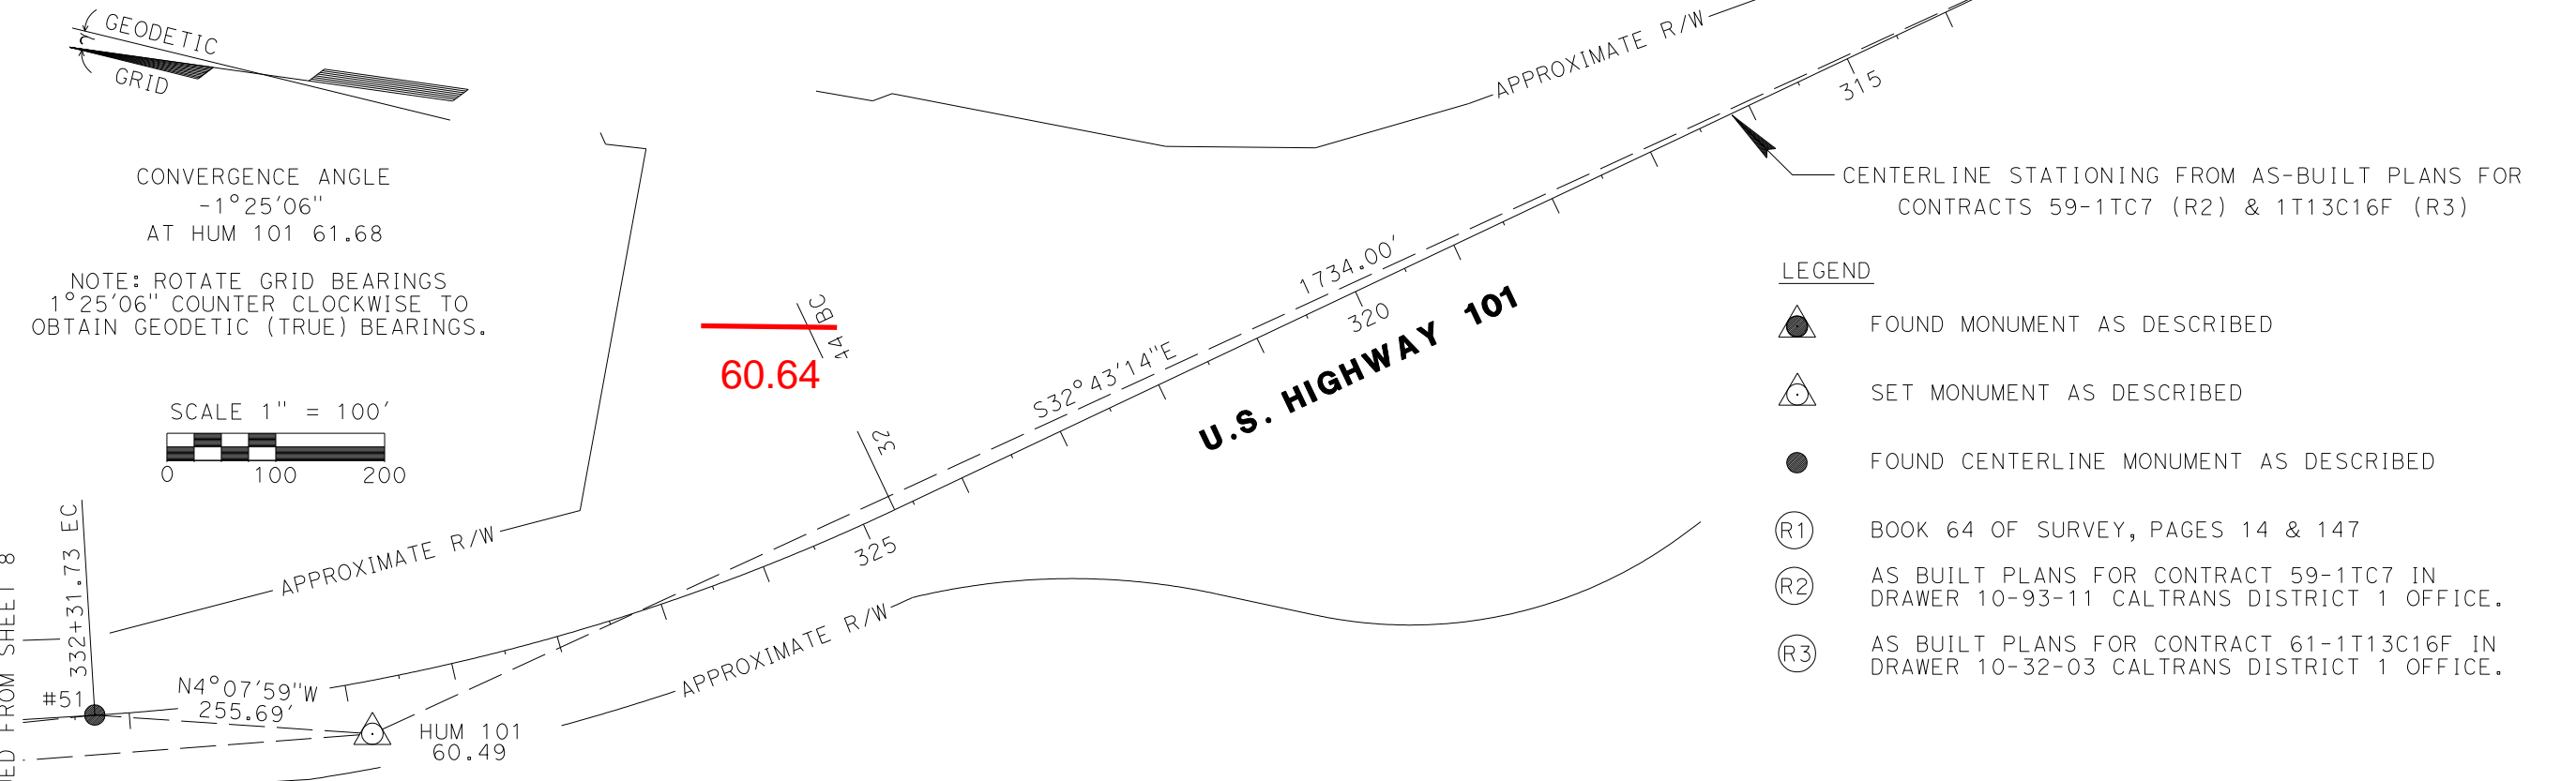 GEODETIC
GRID
CONVERGENCE ANGLE
-1°25'06"
AT HUM 101 61.68
NOTE: ROTATE GRID BEARINGS
1°25'06" COUNTER CLOCKWISE TO
OBTAIN GEODETIC (TRUE) BEARINGS.
SCALE 1" = 100'
0 100 200
APPROXIMATE R/W
315
CENTERLINE STATIONING FROM AS-BUILT PLANS FOR
CONTRACTS 59-1TC7 (R2) & 1T13C16F (R3)
44 BC
60.64
1734.00'
320
S32°43'14"E
U.S. HIGHWAY 101
32
325
APPROXIMATE R/W
APPROXIMATE R/W
332+31.73 EC
FROM SHEET 8
#51
N4°07'59"W
255.69'
HUM 101
60.49
LEGEND
FOUND MONUMENT AS DESCRIBED
SET MONUMENT AS DESCRIBED
FOUND CENTERLINE MONUMENT AS DESCRIBED
R1 BOOK 64 OF SURVEY, PAGES 14 & 147
R2 AS BUILT PLANS FOR CONTRACT 59-1TC7 IN
DRAWER 10-93-11 CALTRANS DISTRICT 1 OFFICE.
R3 AS BUILT PLANS FOR CONTRACT 61-1T13C16F IN
DRAWER 10-32-03 CALTRANS DISTRICT 1 OFFICE.